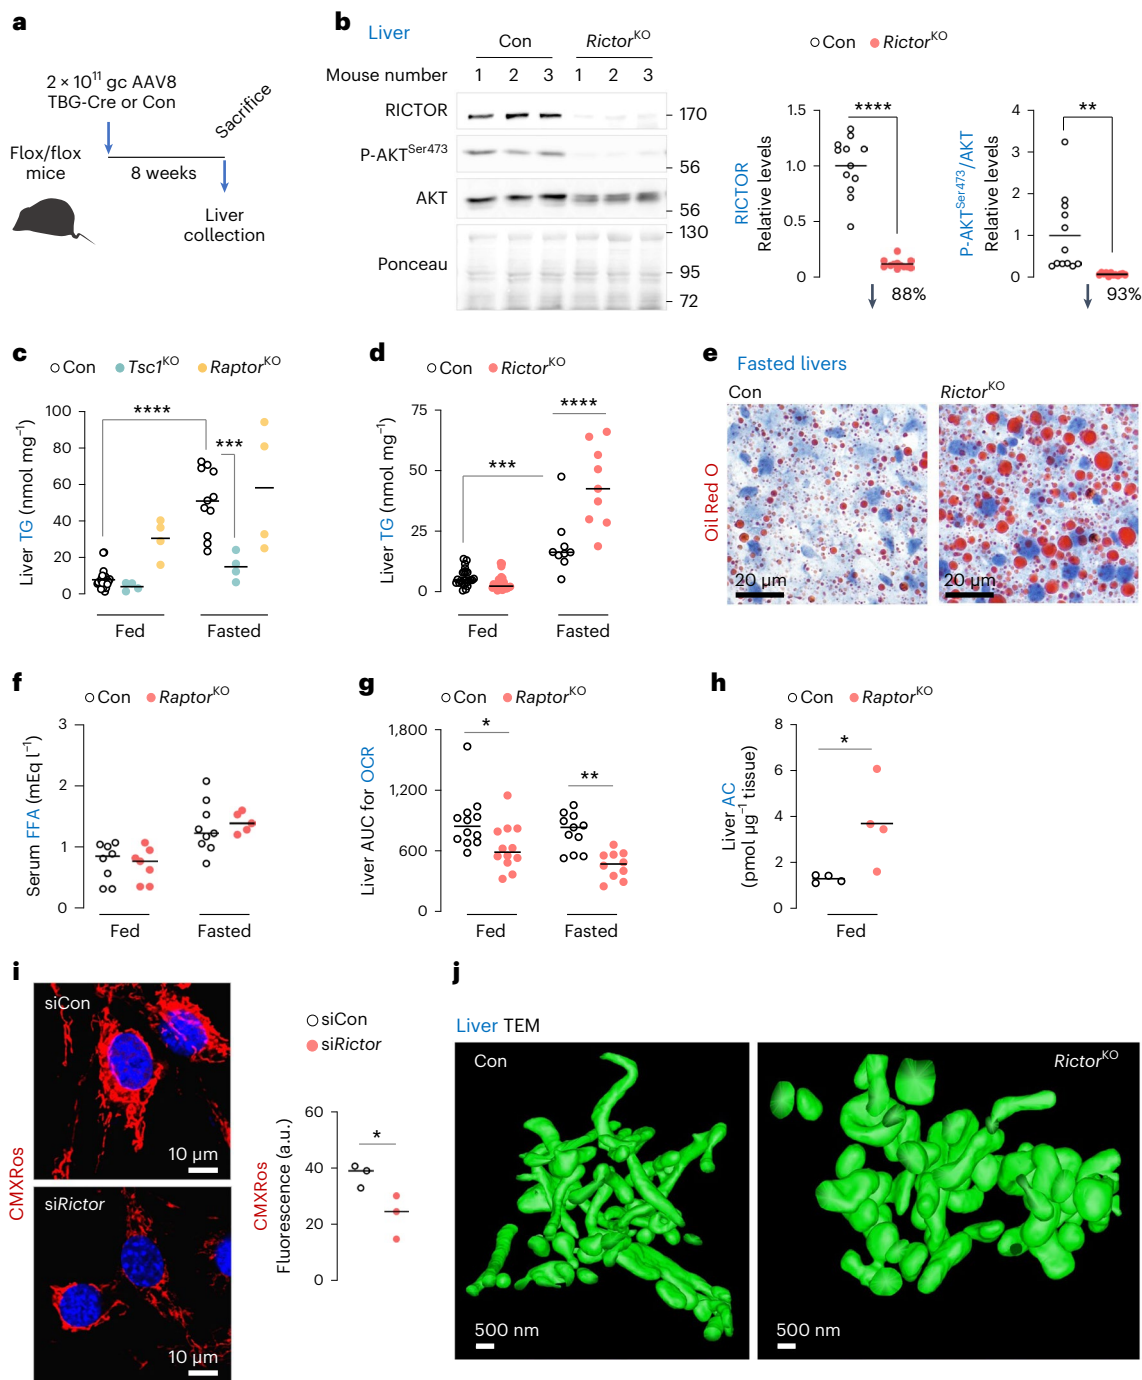 a
2 × 10¹¹ gc AAV8
TBG-Cre or Con
Sacrifice
Flox/flox
mice
8 weeks
Liver
collection
b
Liver
Con
Rictorᴷᴼ
Mouse number 1 2 3 1 2 3
RICTOR
170
P-AKT^Ser473
56
AKT
56
130
Ponceau
95
72
Con Rictorᴷᴼ
RICTOR
Relative levels
1.5
1.0
0.5
0
****
88%
P-AKT^Ser473/AKT
Relative levels
4
3
2
1
0
**
93%
c
Con Tsc1ᴷᴼ Raptorᴷᴼ
Liver TG (nmol mg⁻¹)
100
80
60
40
20
0
****
***
Fed
Fasted
d
Con Rictorᴷᴼ
Liver TG (nmol mg⁻¹)
75
50
25
0
***
****
Fed
Fasted
e
Fasted livers
Con
Rictorᴷᴼ
Oil Red O
20 µm
20 µm
f
Con Raptorᴷᴼ
Serum FFA (mEq l⁻¹)
3
2
1
0
Fed
Fasted
g
Con Raptorᴷᴼ
Liver AUC for OCR
1,800
1,200
600
0
*
**
Fed
Fasted
h
Con Raptorᴷᴼ
Liver AC
(pmol µg⁻¹ tissue)
8
6
4
2
0
*
Fed
i
CMXRos
siCon
10 µm
siRictor
10 µm
siCon
siRictor
CMXRos
Fluorescence (a.u.)
60
40
20
0
*
j
Liver TEM
Con
500 nm
Rictorᴷᴼ
500 nm